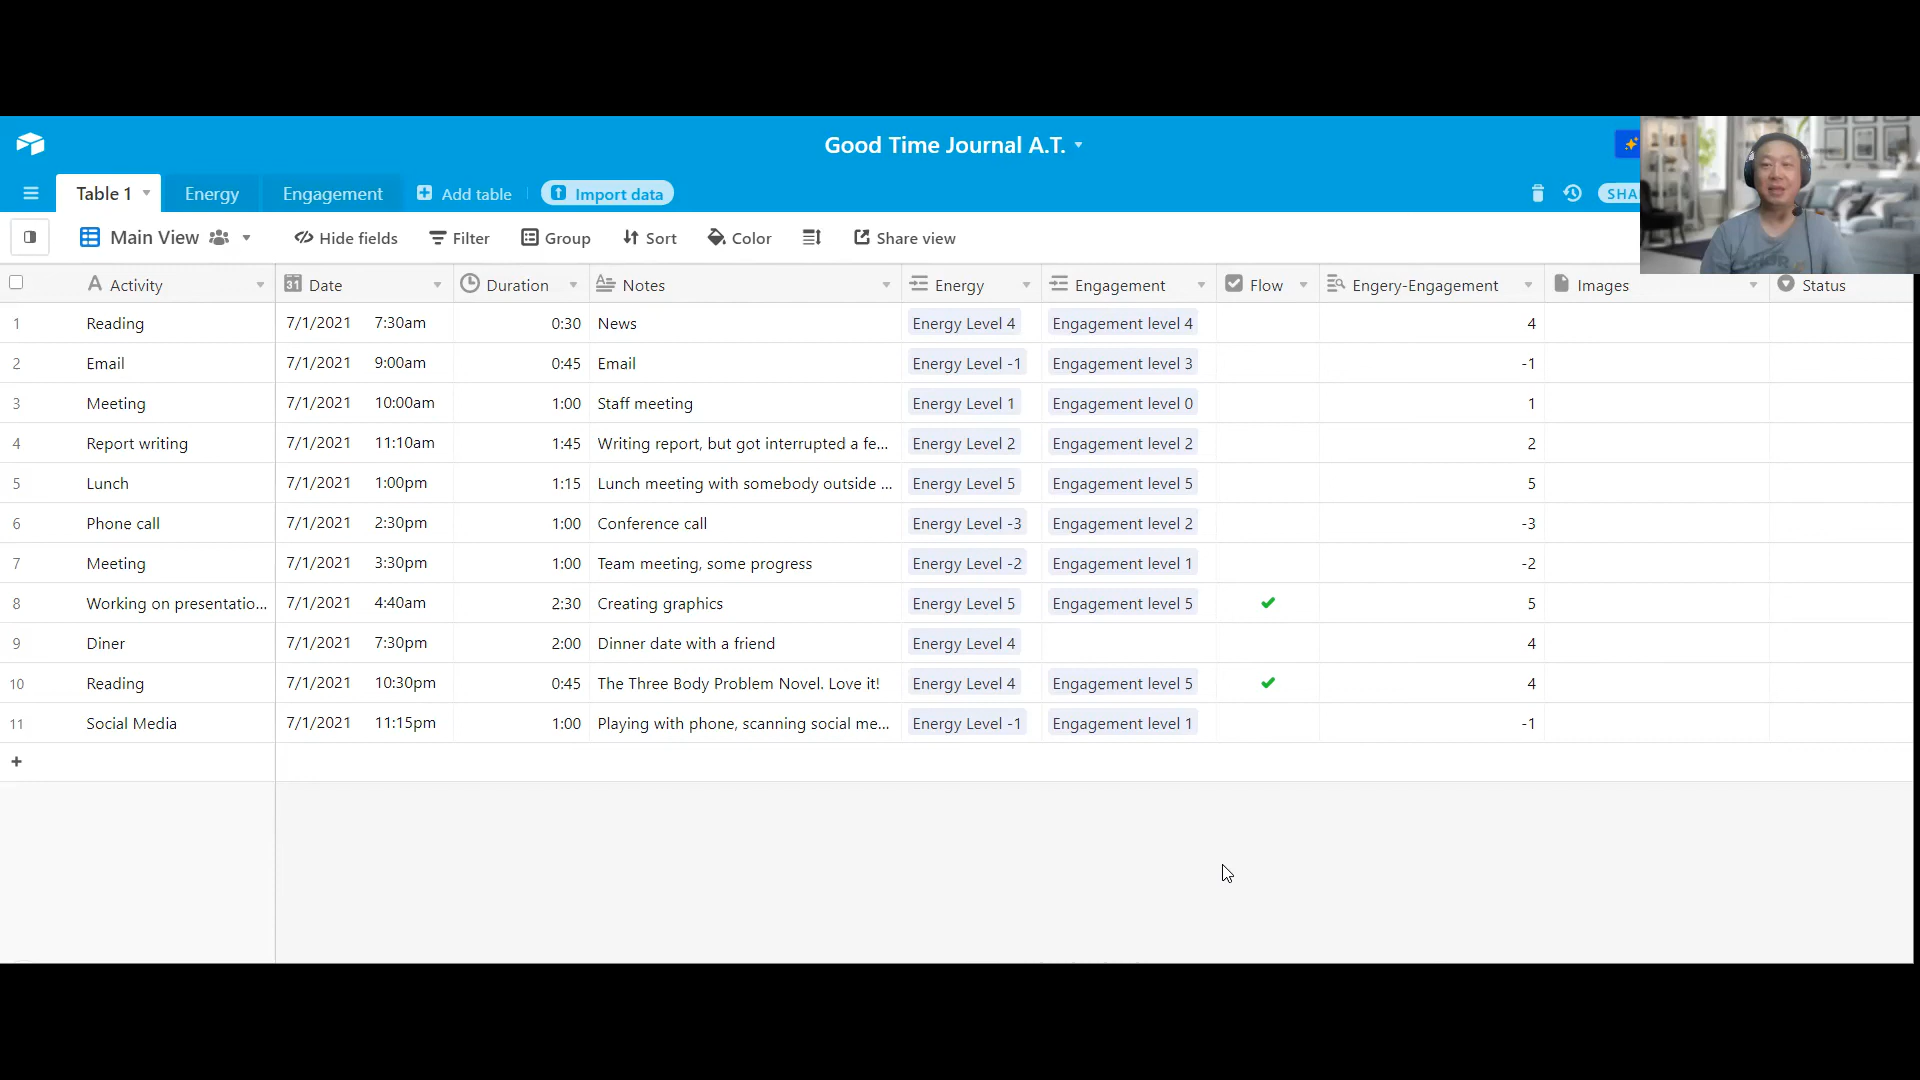 Good Time Journal A.T.
Table 1 Energy Engagement Add table Import data SHA
Main View Hide fields Filter Group Sort Color Share view
Activity 31 Date Duration Notes Energy Engagement Flow Engery-Engagement Images Status
1 Reading 7/1/2021 7:30am 0:30 News Energy Level 4 Engagement level 4 4
2 Email 7/1/2021 9:00am 0:45 Email Energy Level -1 Engagement level 3 -1
3 Meeting 7/1/2021 10:00am 1:00 Staff meeting Energy Level 1 Engagement level 0 1
4 Report writing 7/1/2021 11:10am 1:45 Writing report, but got interrupted a fe... Energy Level 2 Engagement level 2 2
5 Lunch 7/1/2021 1:00pm 1:15 Lunch meeting with somebody outside ... Energy Level 5 Engagement level 5 5
6 Phone call 7/1/2021 2:30pm 1:00 Conference call Energy Level -3 Engagement level 2 -3
7 Meeting 7/1/2021 3:30pm 1:00 Team meeting, some progress Energy Level -2 Engagement level 1 -2
8 Working on presentatio... 7/1/2021 4:40am 2:30 Creating graphics Energy Level 5 Engagement level 5 5
9 Diner 7/1/2021 7:30pm 2:00 Dinner date with a friend Energy Level 4 4
10 Reading 7/1/2021 10:30pm 0:45 The Three Body Problem Novel. Love it! Energy Level 4 Engagement level 5 4
11 Social Media 7/1/2021 11:15pm 1:00 Playing with phone, scanning social me... Energy Level -1 Engagement level 1 -1